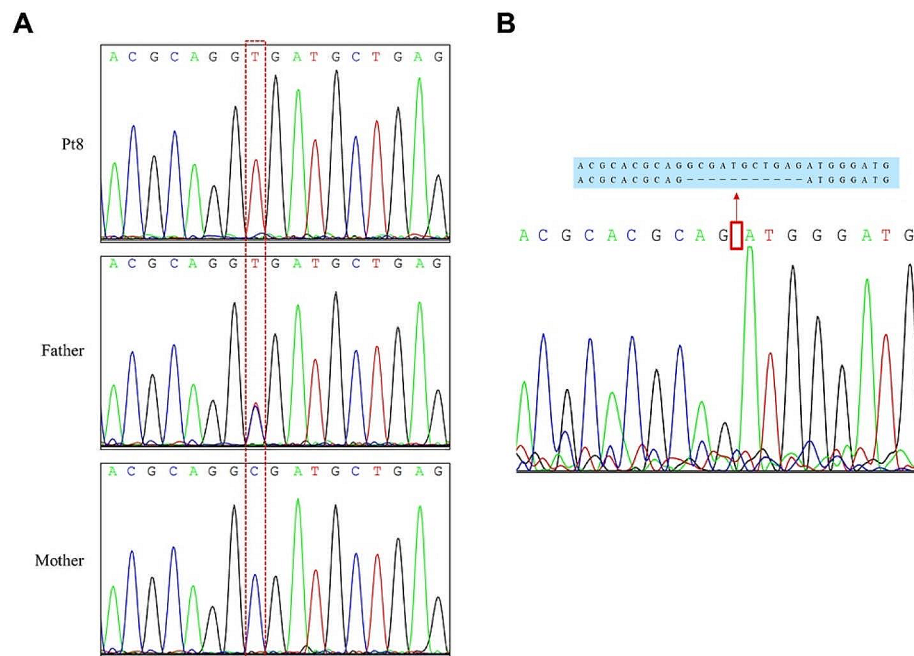 A
A C G C A G G T G A T G C T G A G
Pt8
A C G C A G G T G A T G C T G A G
Father
A C G C A G G C G A T G C T G A G
Mother
B
A C G C A C G C A G G C G A T G C T G A G A T G G G A T G
A C G C A C G C A G – – – – – – – – – – – A T G G G A T G
A C G C A C G C A G A T G G G A T G